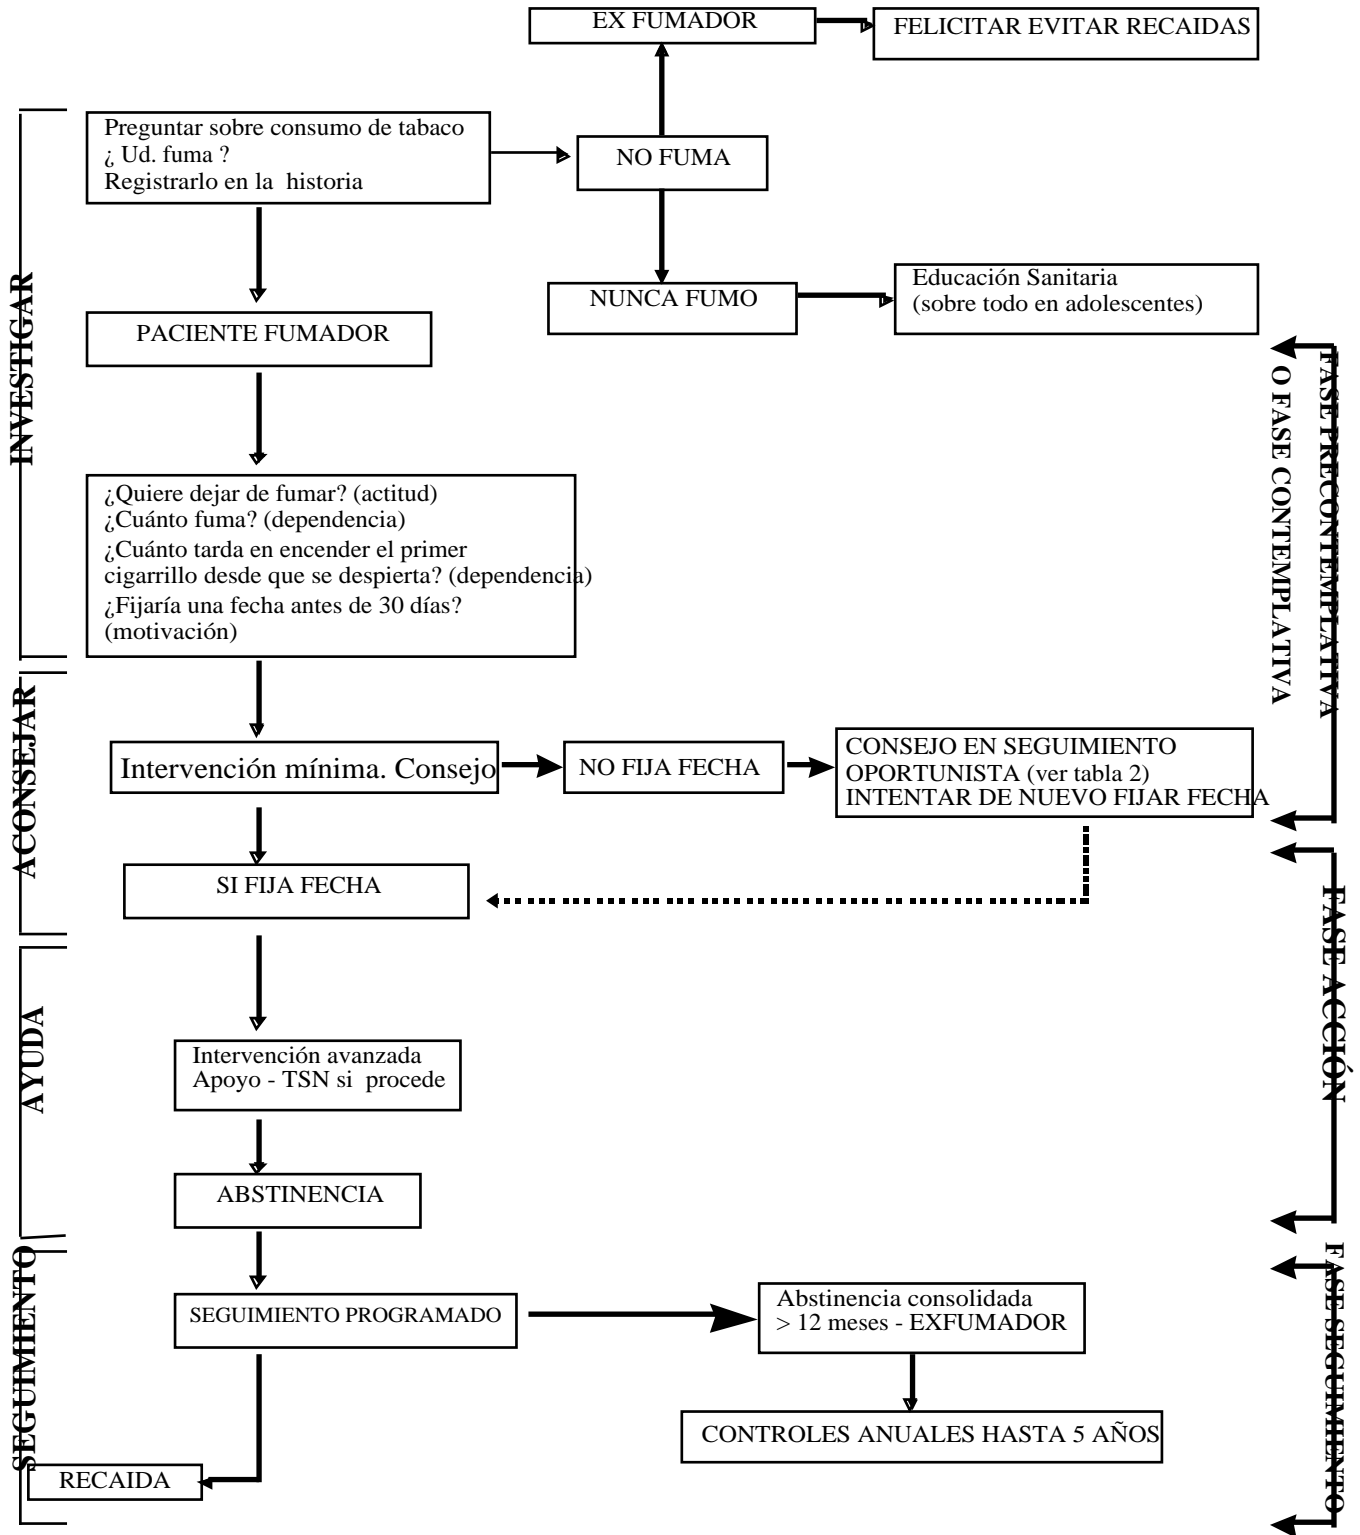 EX FUMADOR
FELICITAR EVITAR RECAIDAS
Preguntar sobre consumo de tabaco
¿ Ud. fuma ?
Registrarlo en la historia
NO FUMA
NUNCA FUMO
Educación Sanitaria
(sobre todo en adolescentes)
PACIENTE FUMADOR
INVESTIGAR
¿Quiere dejar de fumar? (actitud)
¿Cuánto fuma? (dependencia)
¿Cuánto tarda en encender el primer
cigarrillo desde que se despierta? (dependencia)
¿Fijaría una fecha antes de 30 días?
(motivación)
FASE PRECONTEMPLATIVA
O FASE CONTEMPLATIVA
ACONSEJAR
Intervención mínima. Consejo
NO FIJA FECHA
CONSEJO EN SEGUIMIENTO
OPORTUNISTA (ver tabla 2)
INTENTAR DE NUEVO FIJAR FECHA
SI FIJA FECHA
AYUDA
Intervención avanzada
Apoyo - TSN si procede
ABSTINENCIA
FASE ACCIÓN
SEGUIMIENTO
SEGUIMIENTO PROGRAMADO
Abstinencia consolidada
> 12 meses - EXFUMADOR
CONTROLES ANUALES HASTA 5 AÑOS
RECAIDA
FASE SEGUIMIENTO